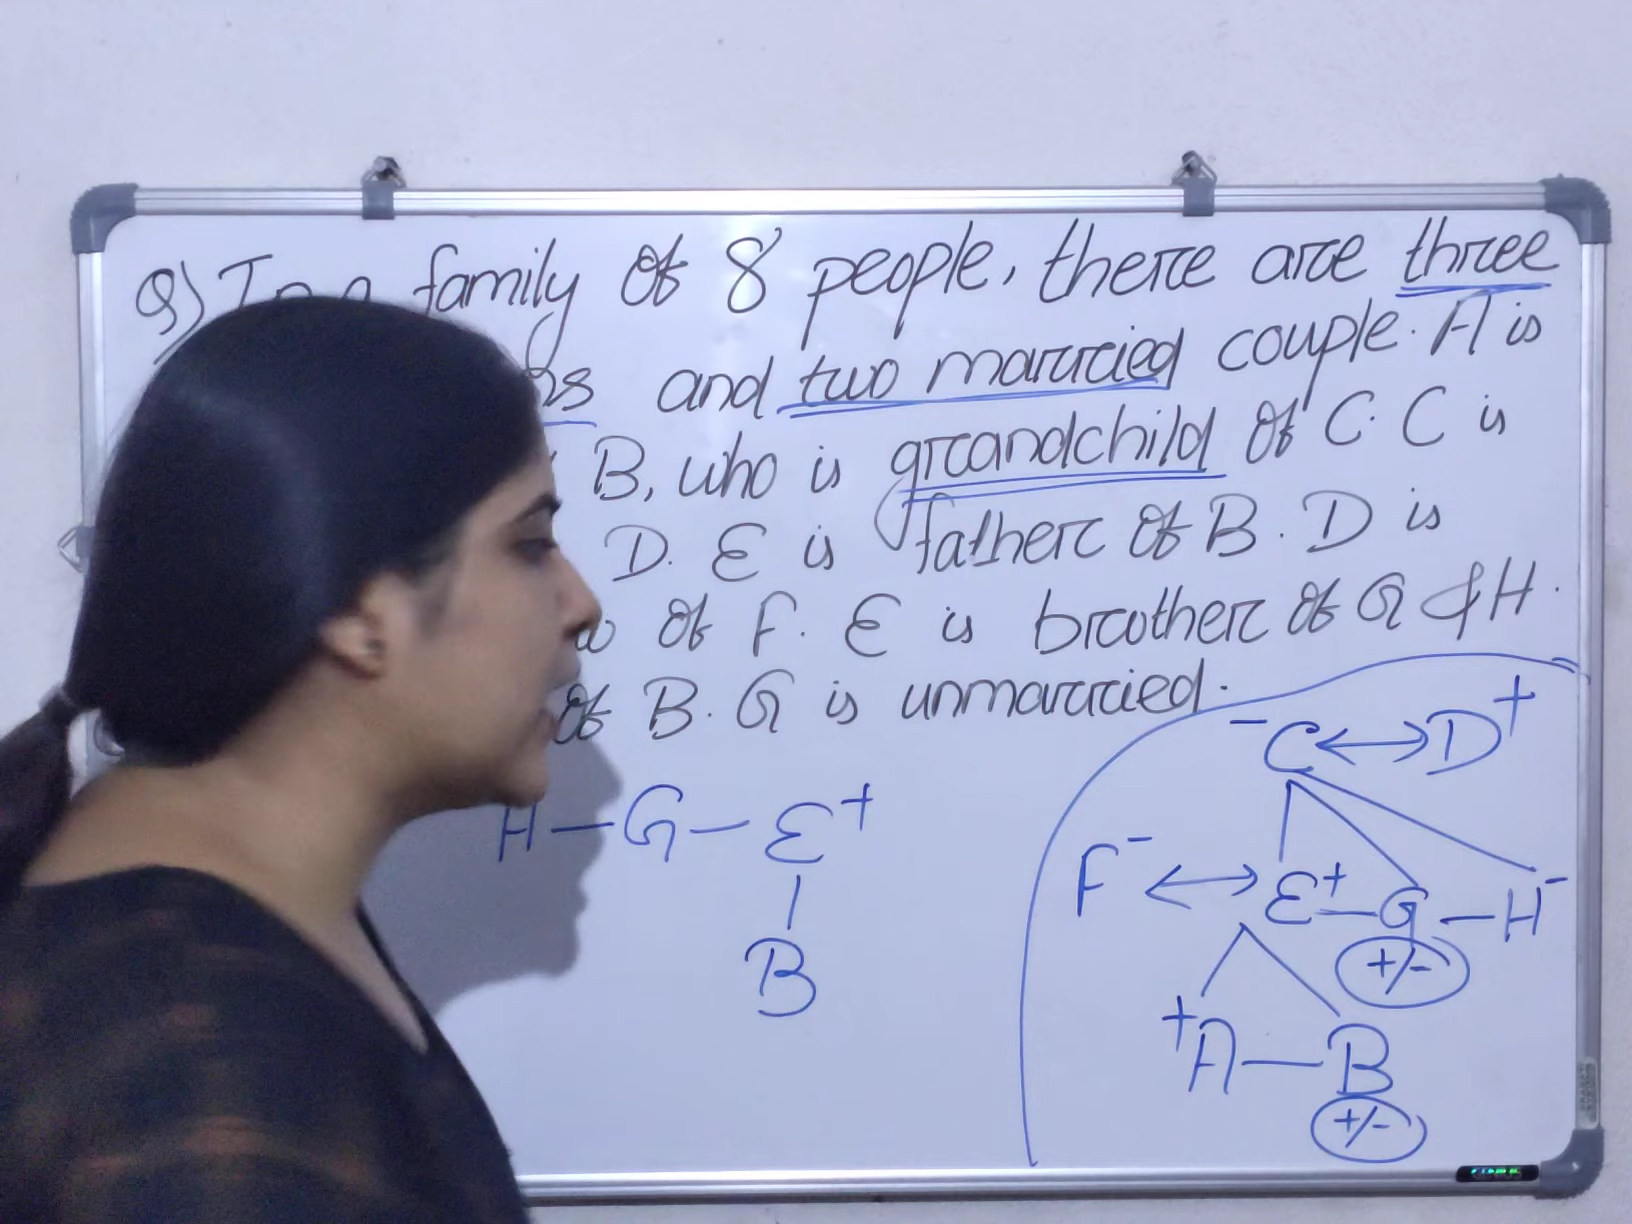 Q) In a family of 8 people, there are three
and two married couple. A is
B, who is grandchild of C. C is
D. E is father of B. D is
of F. E is brother of G & H.
of B. G is unmarried.
- C ↔ D +
H — G — E +
F - ↔ E + — G — H -
+/-
B
+ A — B
+/-